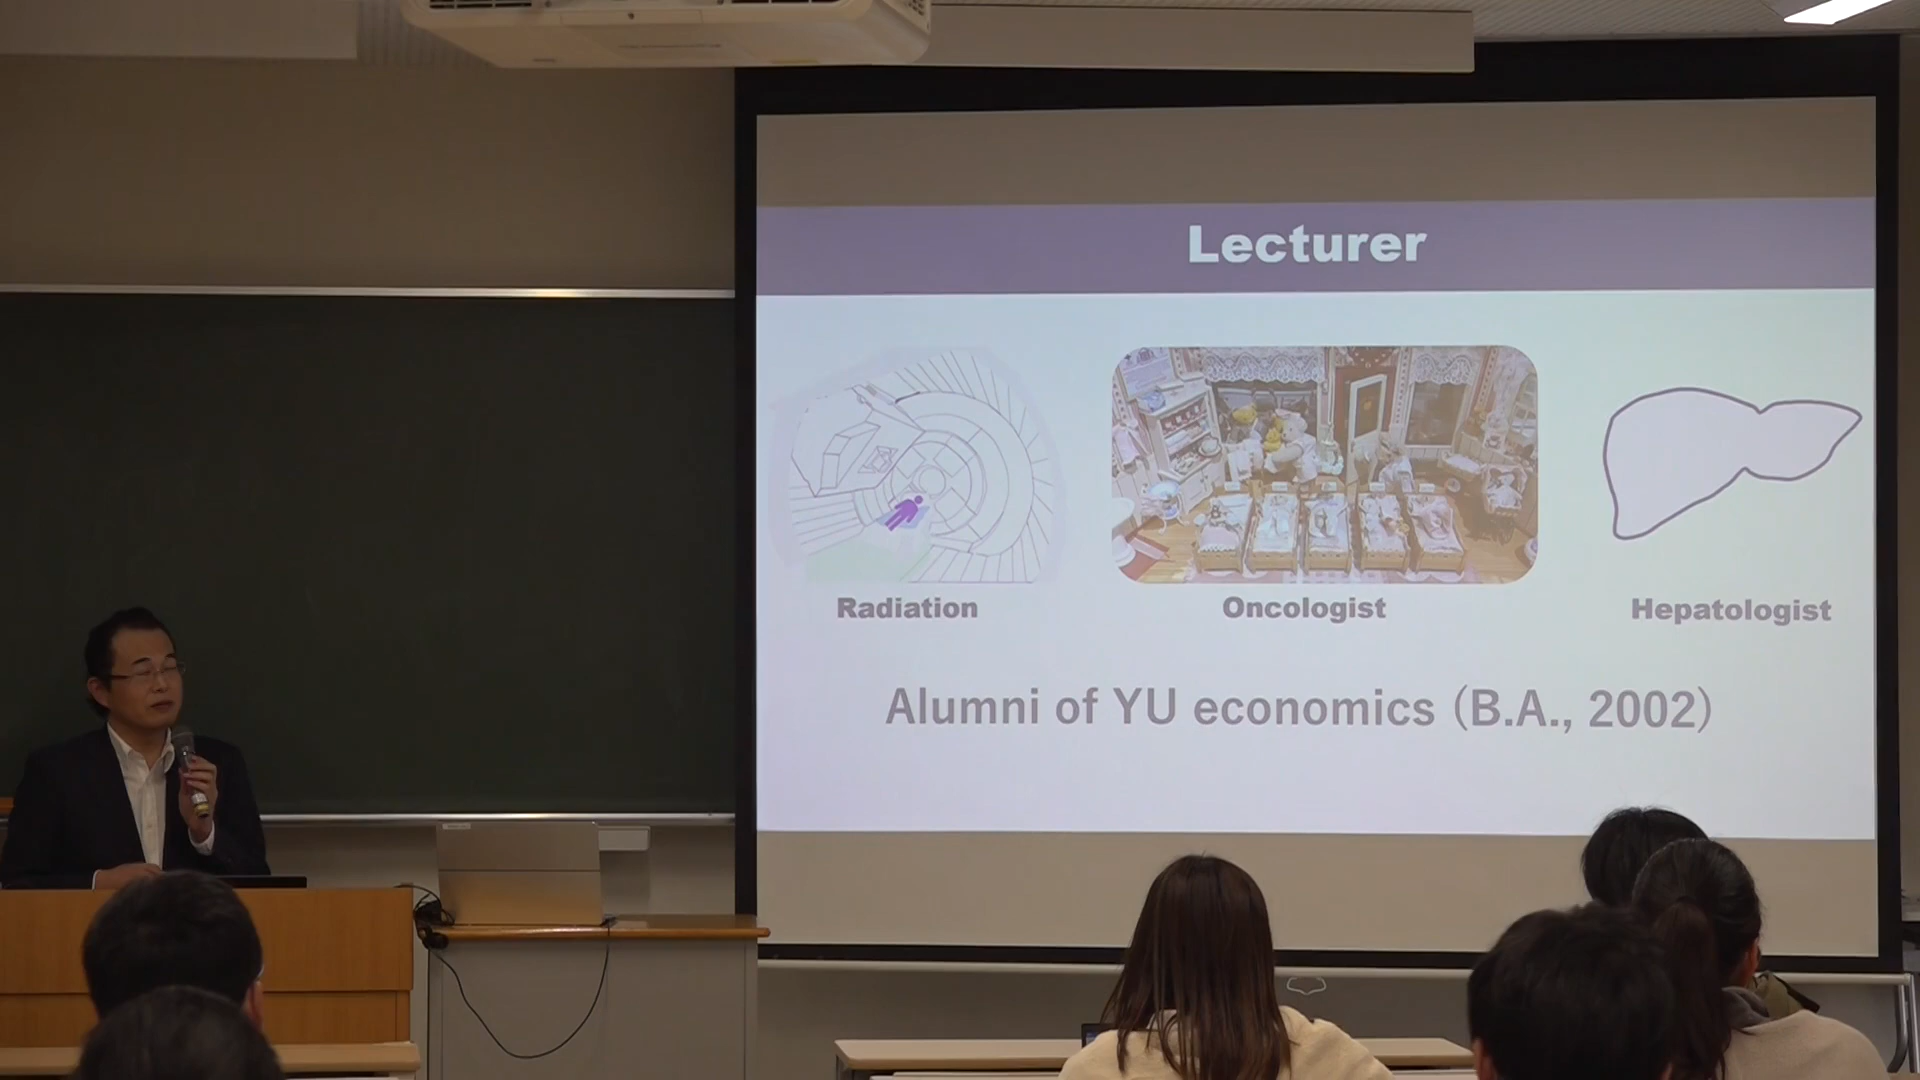 Lecturer
Radiation
Oncologist
Hepatologist
Alumni of YU economics (B.A., 2002)